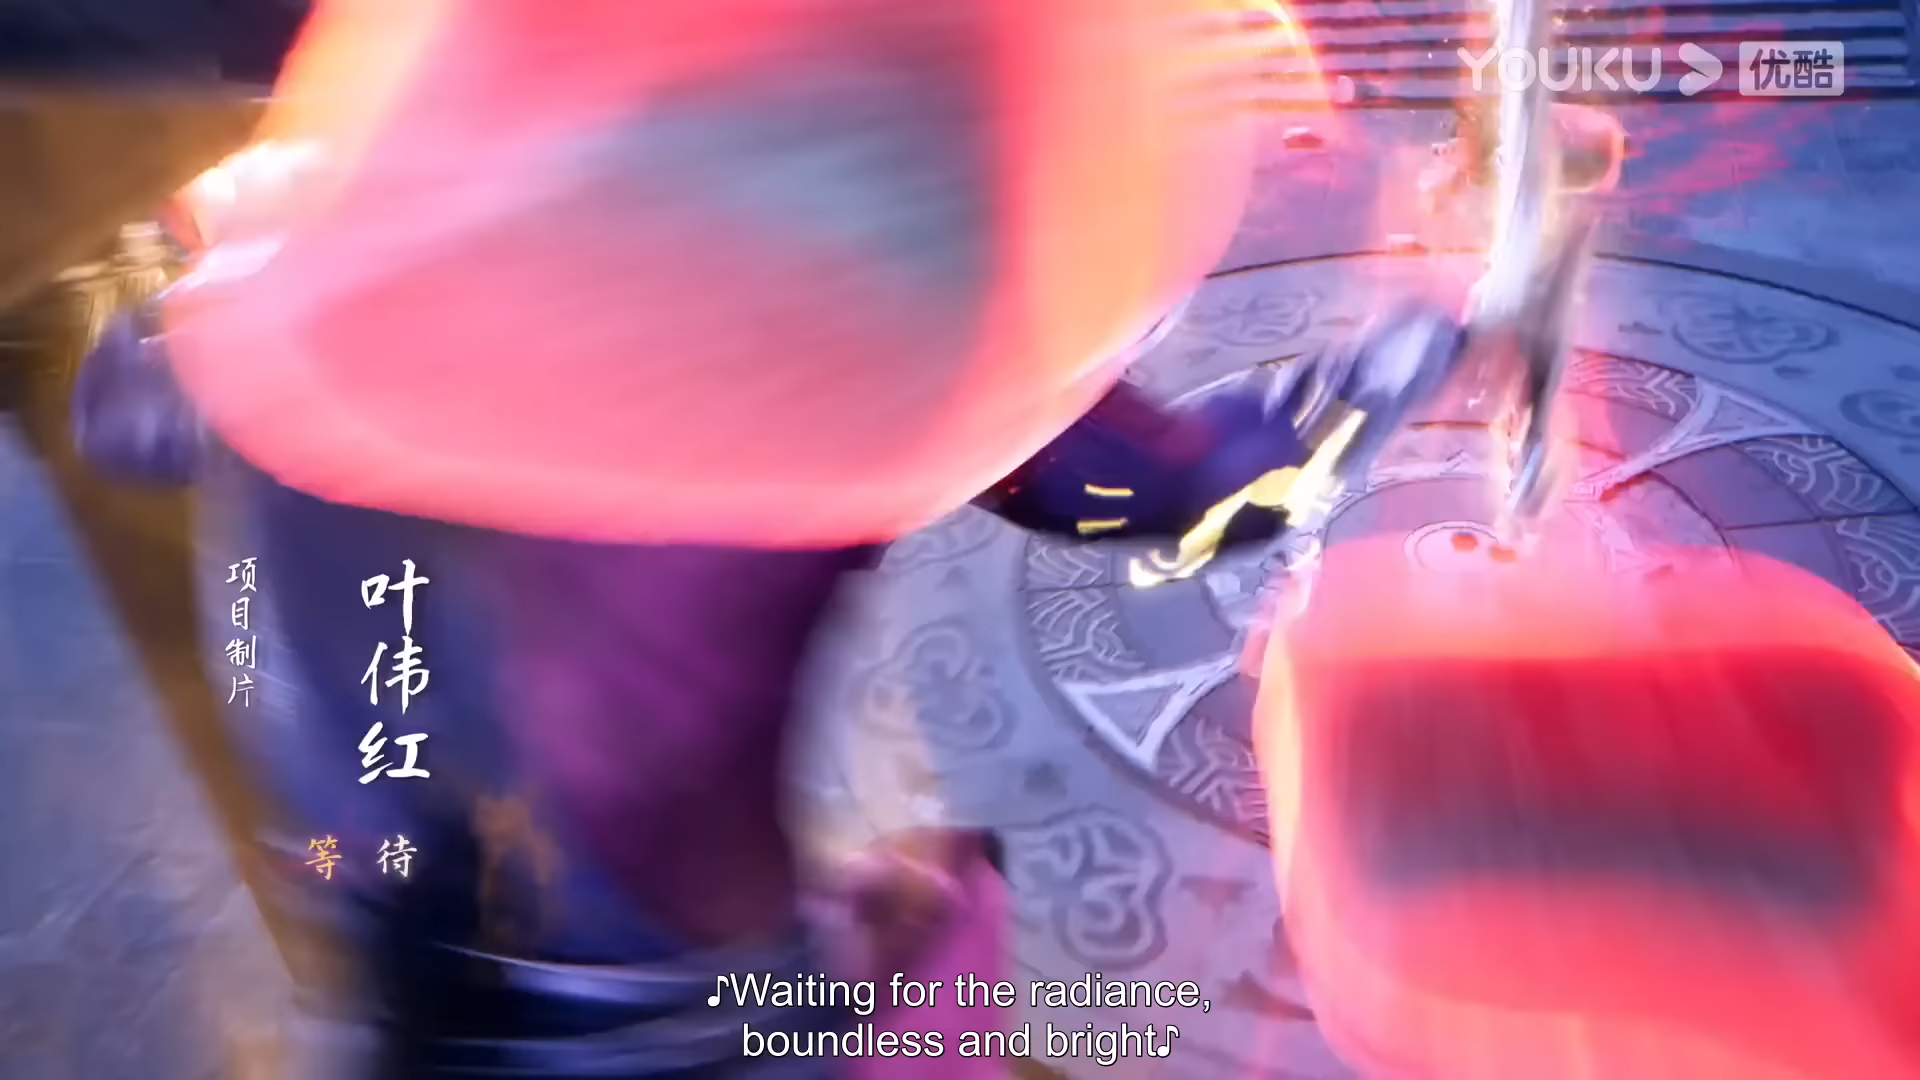 YOUKU 优酷
项目制片
叶伟红
等待
♪Waiting for the radiance,
boundless and bright♪